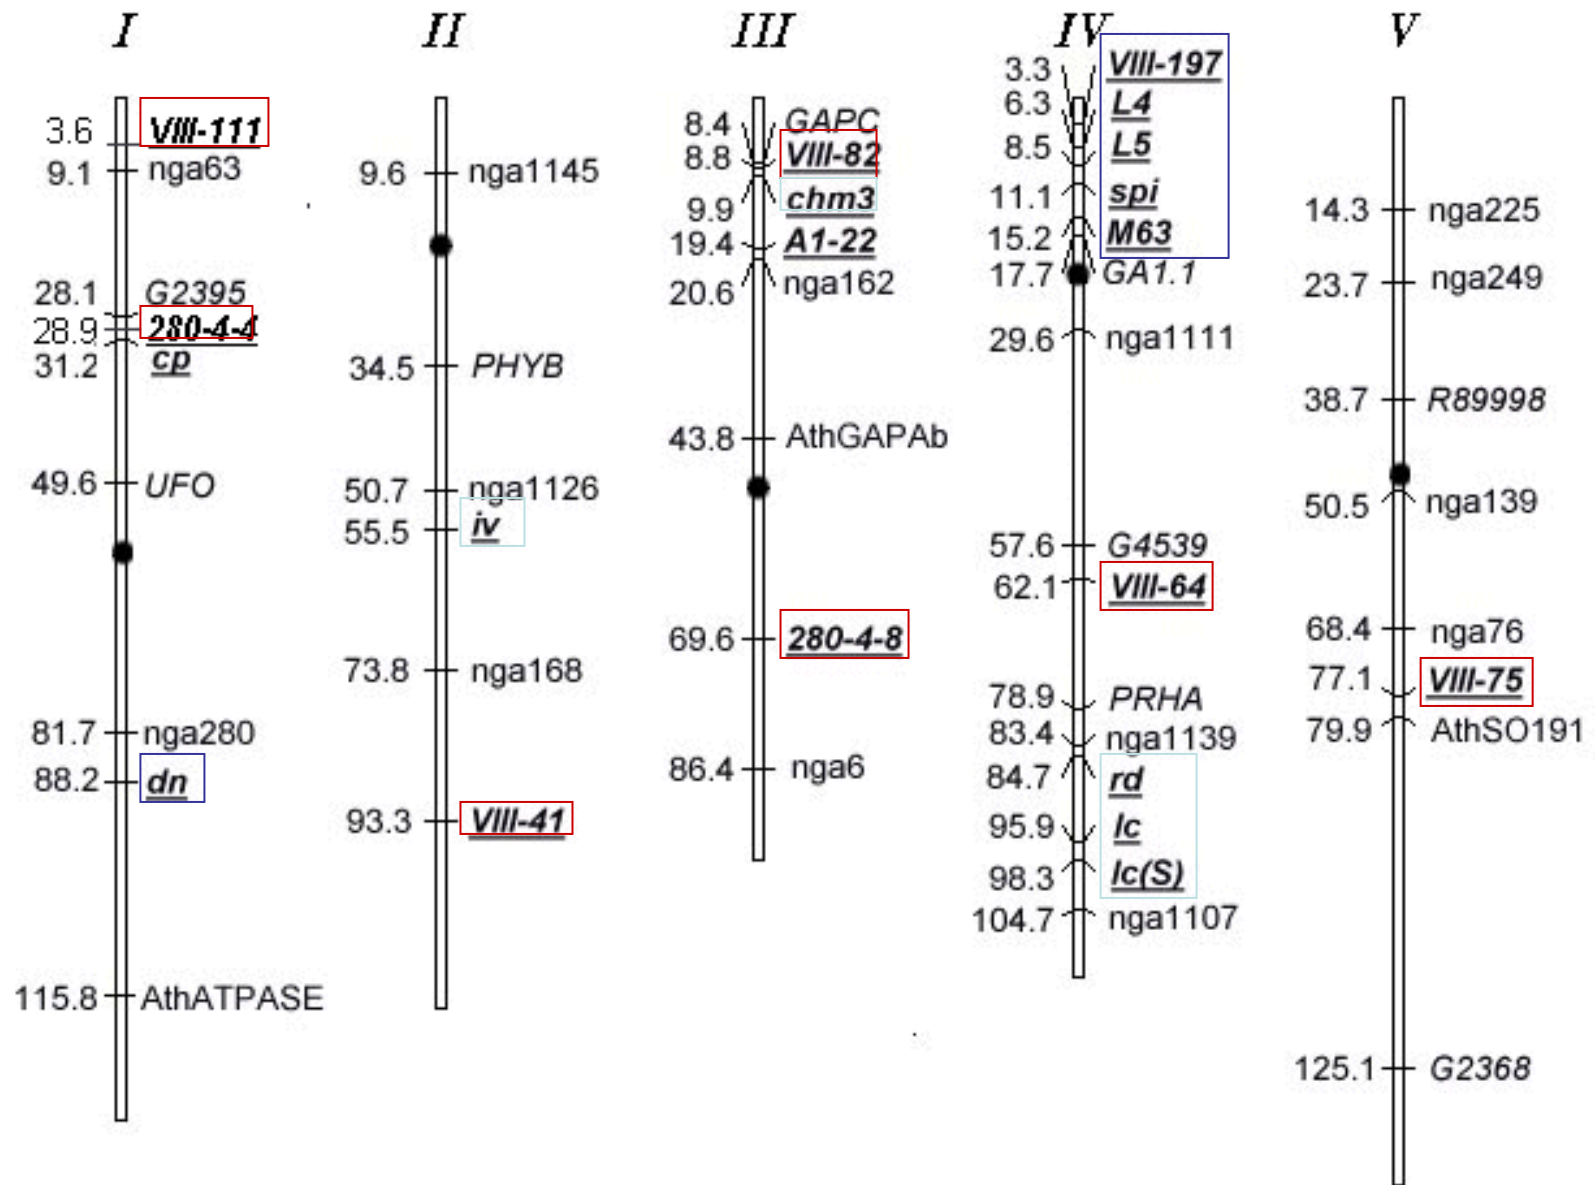 I
3.6 VIII-111
9.1 nga63
28.1 G2395
28.9 280-4-4
31.2 cp
49.6 UFO
81.7 nga280
88.2 dn
115.8 AthATPASE
II
9.6 nga1145
34.5 PHYB
50.7 nga1126
55.5 iv
73.8 nga168
93.3 VIII-41
III
8.4 GAPC
8.8 VIII-82
9.9 chm3
19.4 A1-22
20.6 nga162
43.8 AthGAPAb
69.6 280-4-8
86.4 nga6
IV
3.3 VIII-197
6.3 L4
8.5 L5
11.1 spi
15.2 M63
17.7 GA1.1
29.6 nga1111
57.6 G4539
62.1 VIII-64
78.9 PRHA
83.4 nga1139
84.7 rd
95.9 lc
98.3 lc(S)
104.7 nga1107
V
14.3 nga225
23.7 nga249
38.7 R89998
50.5 nga139
68.4 nga76
77.1 VIII-75
79.9 AthSO191
125.1 G2368